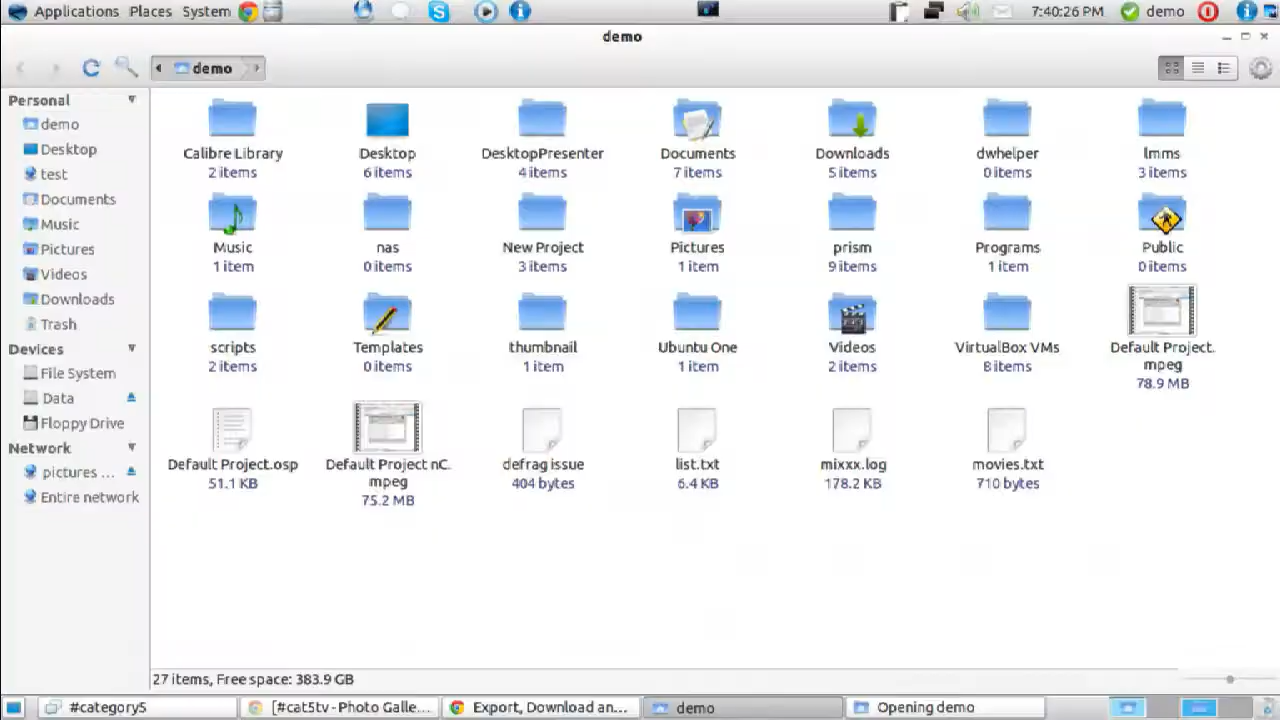 Applications Places System 7:40:26 PM demo
demo
demo
Personal
demo
Desktop
test
Documents
Music
Pictures
Videos
Downloads
Trash
Devices
File System
Data
Floppy Drive
Network
pictures ...
Entire network
Calibre Library Desktop DesktopPresenter Documents Downloads dwhelper lmms
2 items 6 items 4 items 7 items 5 items 0 items 3 items
Music nas New Project Pictures prism Programs Public
1 item 0 items 3 items 1 item 9 items 1 item 0 items
scripts Templates thumbnail Ubuntu One Videos VirtualBox VMs Default Project.
2 items 0 items 1 item 1 item 2 items 8 items mpeg
78.9 MB
Default Project.osp Default Project nC. defrag issue list.txt mixxx.log movies.txt
51.1 KB mpeg 404 bytes 6.4 KB 178.2 KB 710 bytes
75.2 MB
27 items, Free space: 383.9 GB
#category5 [#cat5tv - Photo Galle... Export, Download an... demo Opening demo